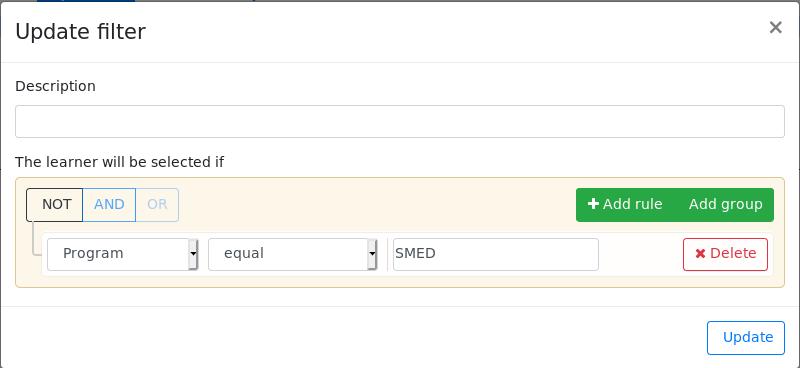 Update filter ×
Description
The learner will be selected if
NOT AND OR Add rule Add group
Program equal SMED Delete
Update